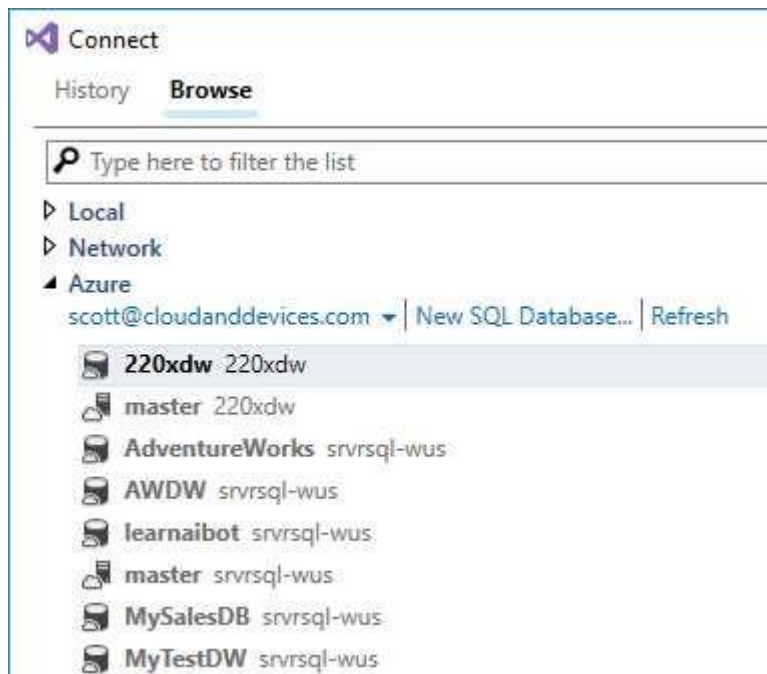 Connect
History Browse
Type here to filter the list
Local
Network
Azure
scott@cloudanddevices.com New SQL Database... Refresh
220xdw 220xdw
master 220xdw
AdventureWorks srvrsql-wus
AWDW srvrsql-wus
learnaibot srvrsql-wus
master srvrsql-wus
MySalesDB srvrsql-wus
MyTestDW srvrsql-wus